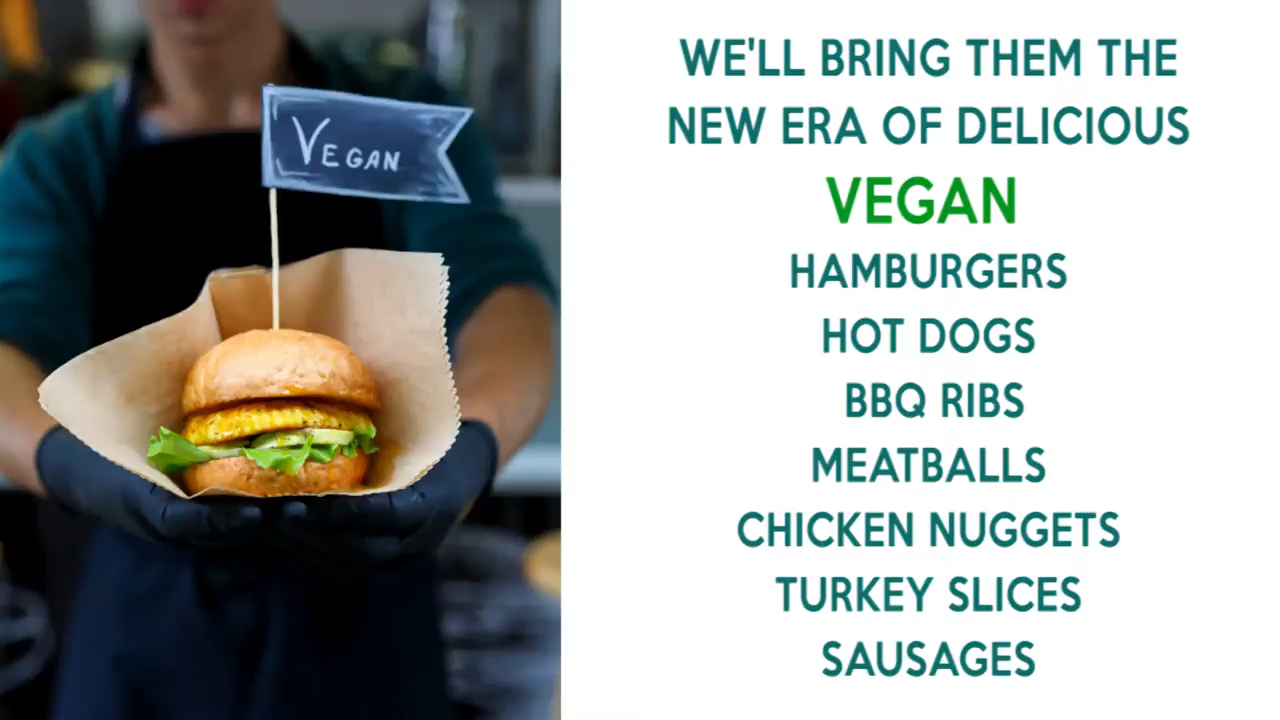 VEGAN
WE'LL BRING THEM THE
NEW ERA OF DELICIOUS
VEGAN
HAMBURGERS
HOT DOGS
BBQ RIBS
MEATBALLS
CHICKEN NUGGETS
TURKEY SLICES
SAUSAGES